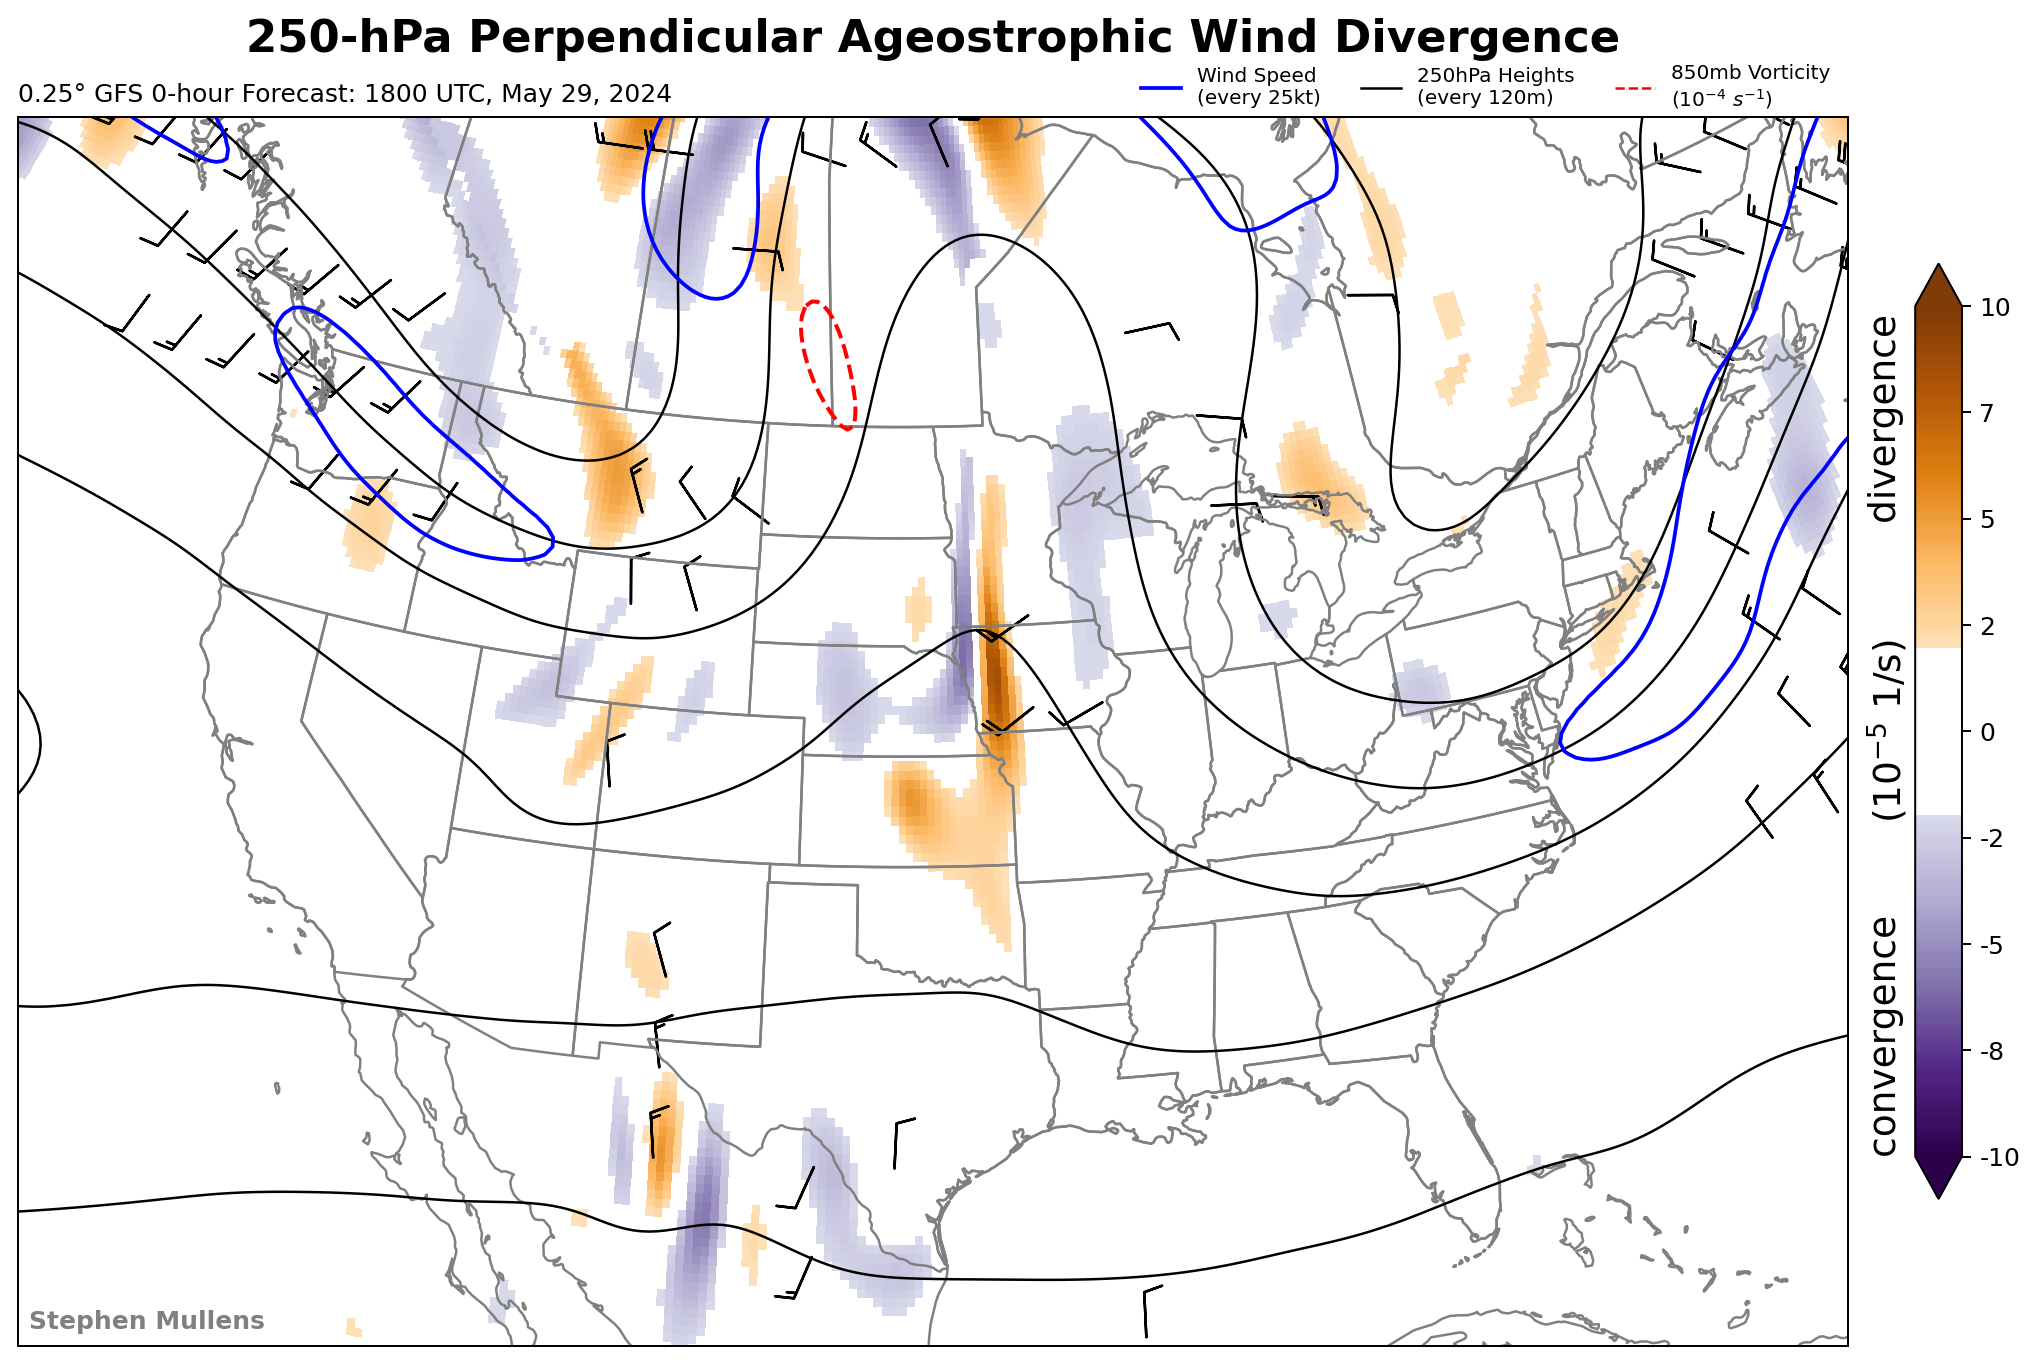 250-hPa Perpendicular Ageostrophic Wind Divergence
0.25° GFS 0-hour Forecast: 1800 UTC, May 29, 2024
Wind Speed
(every 25kt)
250hPa Heights
(every 120m)
850mb Vorticity
(10⁻⁴ s⁻¹)
10
7
5
2
0
-2
-5
-8
-10
convergence (10⁻⁵ 1/s) divergence
Stephen Mullens